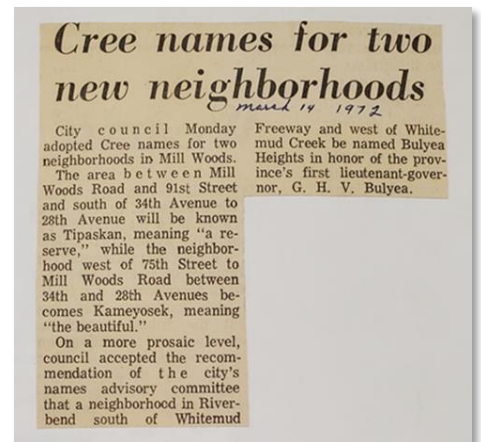 Cree names for two
new neighborhoods
march 14 1972
City council Monday
adopted Cree names for two
neighborhoods in Mill Woods.
The area between Mill
Woods Road and 91st Street
and south of 34th Avenue to
28th Avenue will be known
as Tipaskan, meaning “a re-
serve,” while the neighbor-
hood west of 75th Street to
Mill Woods Road between
34th and 28th Avenues be-
comes Kameyosek, meaning
“the beautiful.”
On a more prosaic level,
council accepted the recom-
mendation of the city’s
names advisory committee
that a neighborhood in River-
bend south of Whitemud
Freeway and west of White-
mud Creek be named Bulyea
Heights in honor of the prov-
ince’s first lieutenant-gover-
nor, G. H. V. Bulyea.